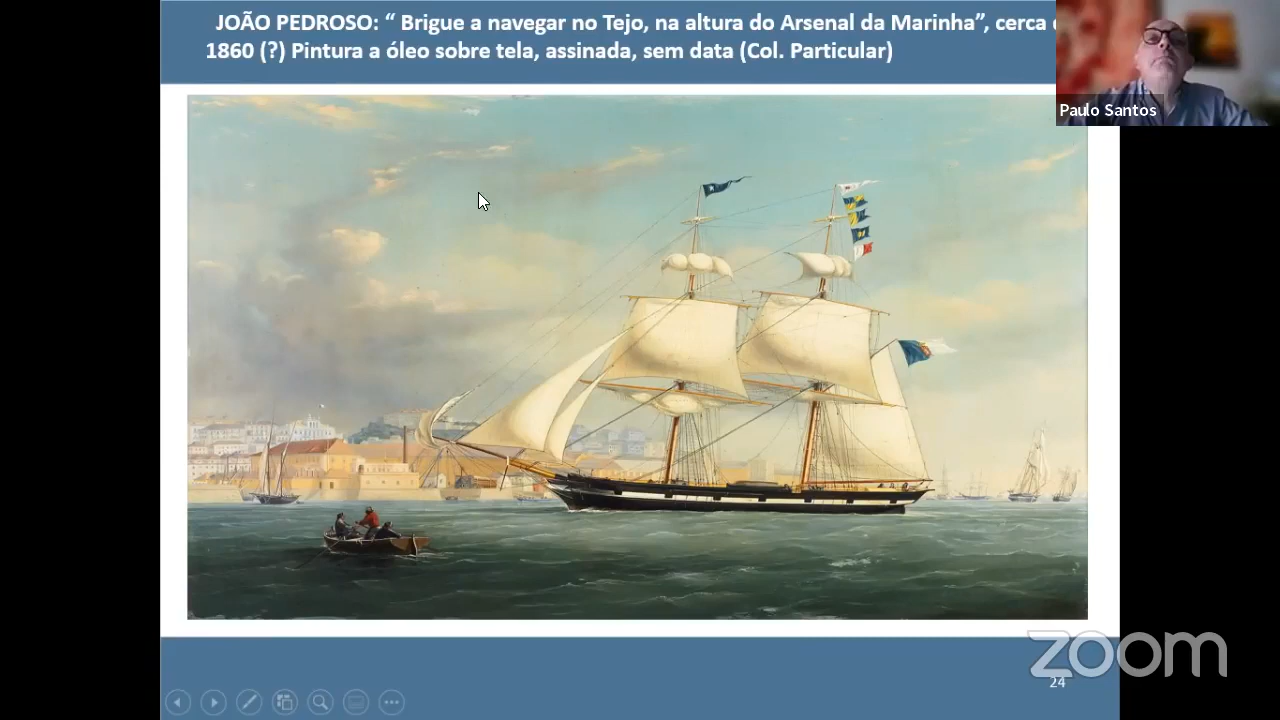 JOÃO PEDROSO: “ Brigue a navegar no Tejo, na altura do Arsenal da Marinha”, cerca
1860 (?) Pintura a óleo sobre tela, assinada, sem data (Col. Particular)
Paulo Santos
zoom
24